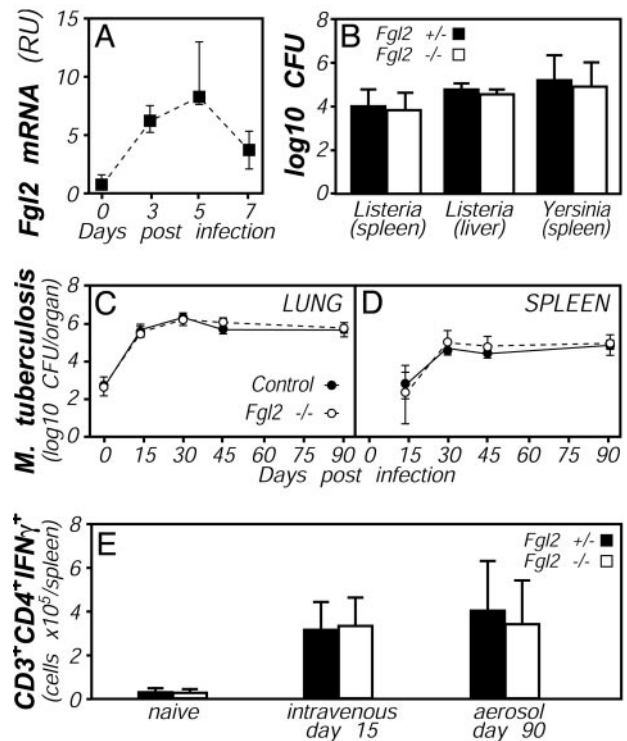 A
Fgl2 mRNA (RU)
15
10
5
0
0 3 5 7
Days post infection
B
Fgl2 +/-
Fgl2 -/-
log10 CFU
8
6
4
2
0
Listeria (spleen)
Listeria (liver)
Yersinia (spleen)
C
LUNG
M. tuberculosis
(log10 CFU/organ)
8
6
4
2
0
Control
Fgl2 -/-
0 15 30 45 60 75 90
D
SPLEEN
0 15 30 45 60 75 90
Days post infection
E
Fgl2 +/-
Fgl2 -/-
CD3+CD4+IFNγ+
(cells x10⁵/spleen)
8
6
4
2
0
naive
intravenous
day 15
aerosol
day 90